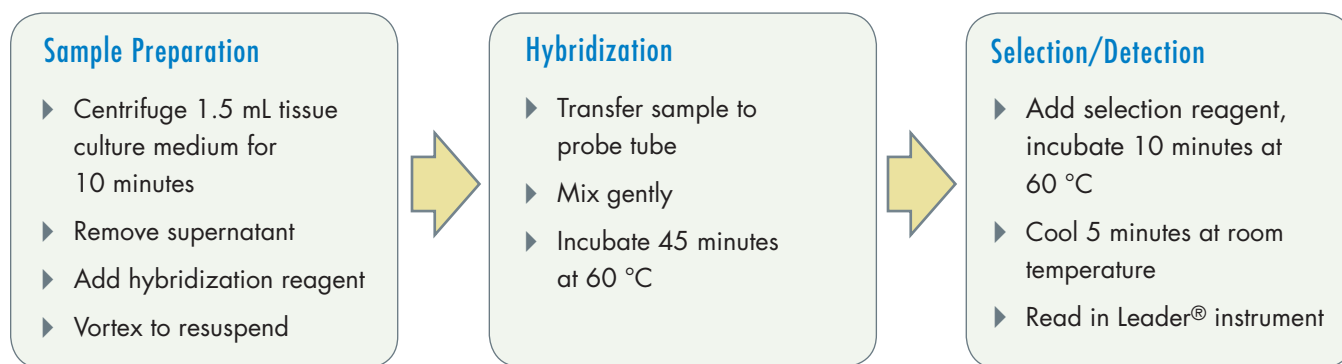 Sample Preparation
Centrifuge 1.5 mL tissue
culture medium for
10 minutes
Remove supernatant
Add hybridization reagent
Vortex to resuspend
Hybridization
Transfer sample to
probe tube
Mix gently
Incubate 45 minutes
at 60 °C
Selection/Detection
Add selection reagent,
incubate 10 minutes at
60 °C
Cool 5 minutes at room
temperature
Read in Leader® instrument